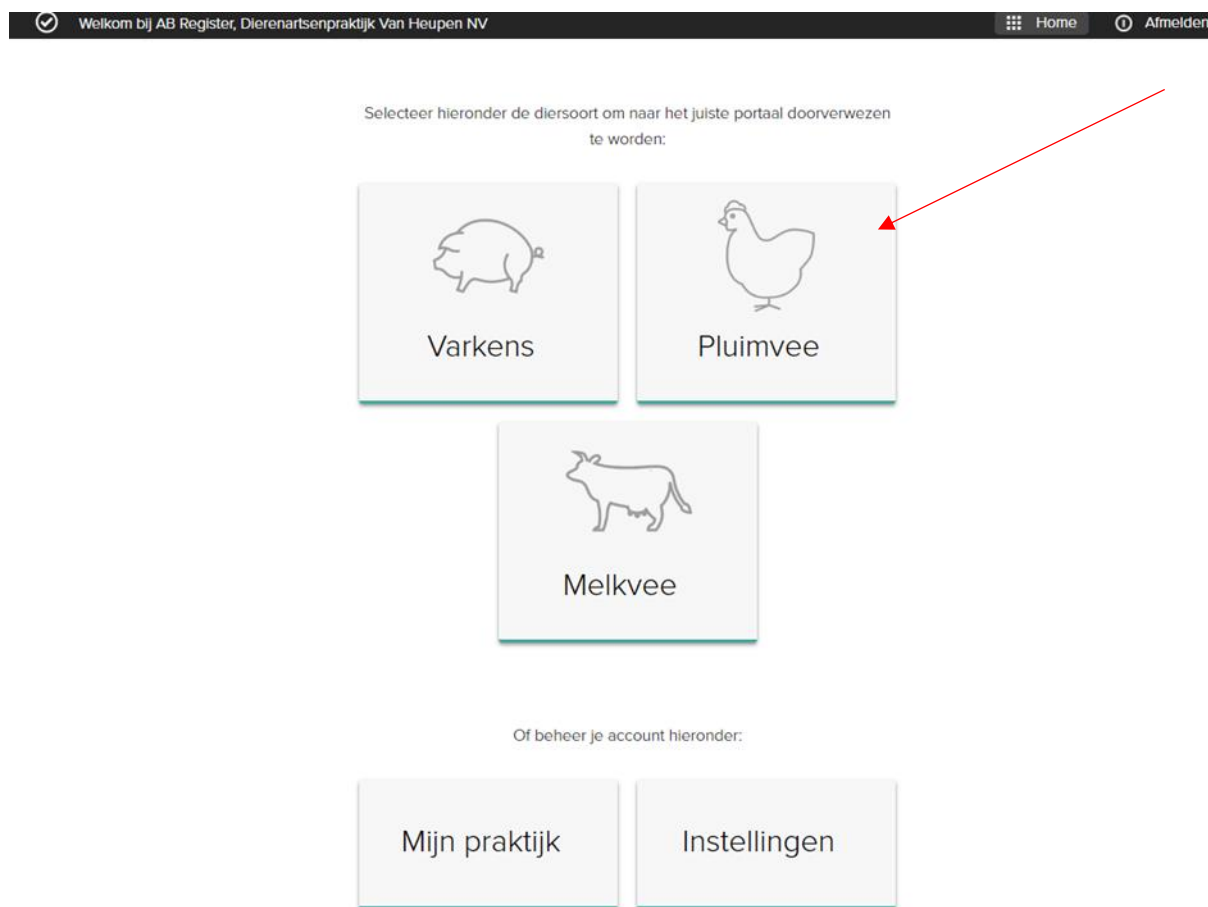 Welkom bij AB Register, Dierenartsenpraktijk Van Heupen NV
Home
Afmelden
Selecteer hieronder de diersoort om naar het juiste portaal doorverwezen
te worden:
Varkens
Pluimvee
Melkvee
Of beheer je account hieronder:
Mijn praktijk
Instellingen